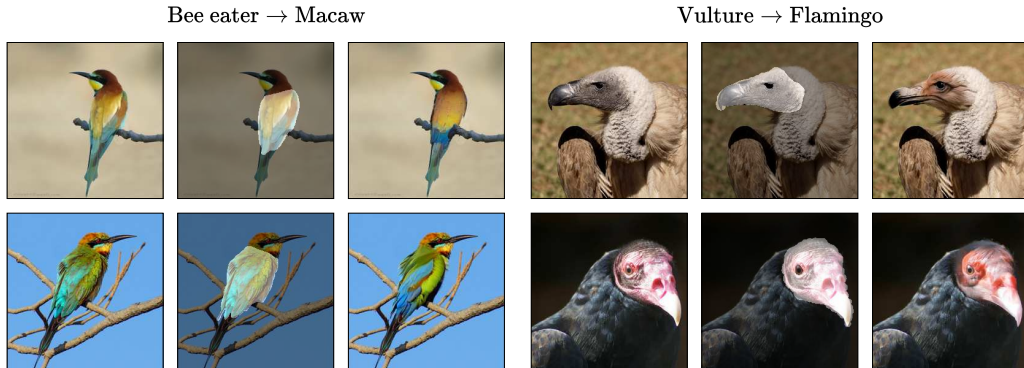 Bee eater → Macaw
Vulture → Flamingo